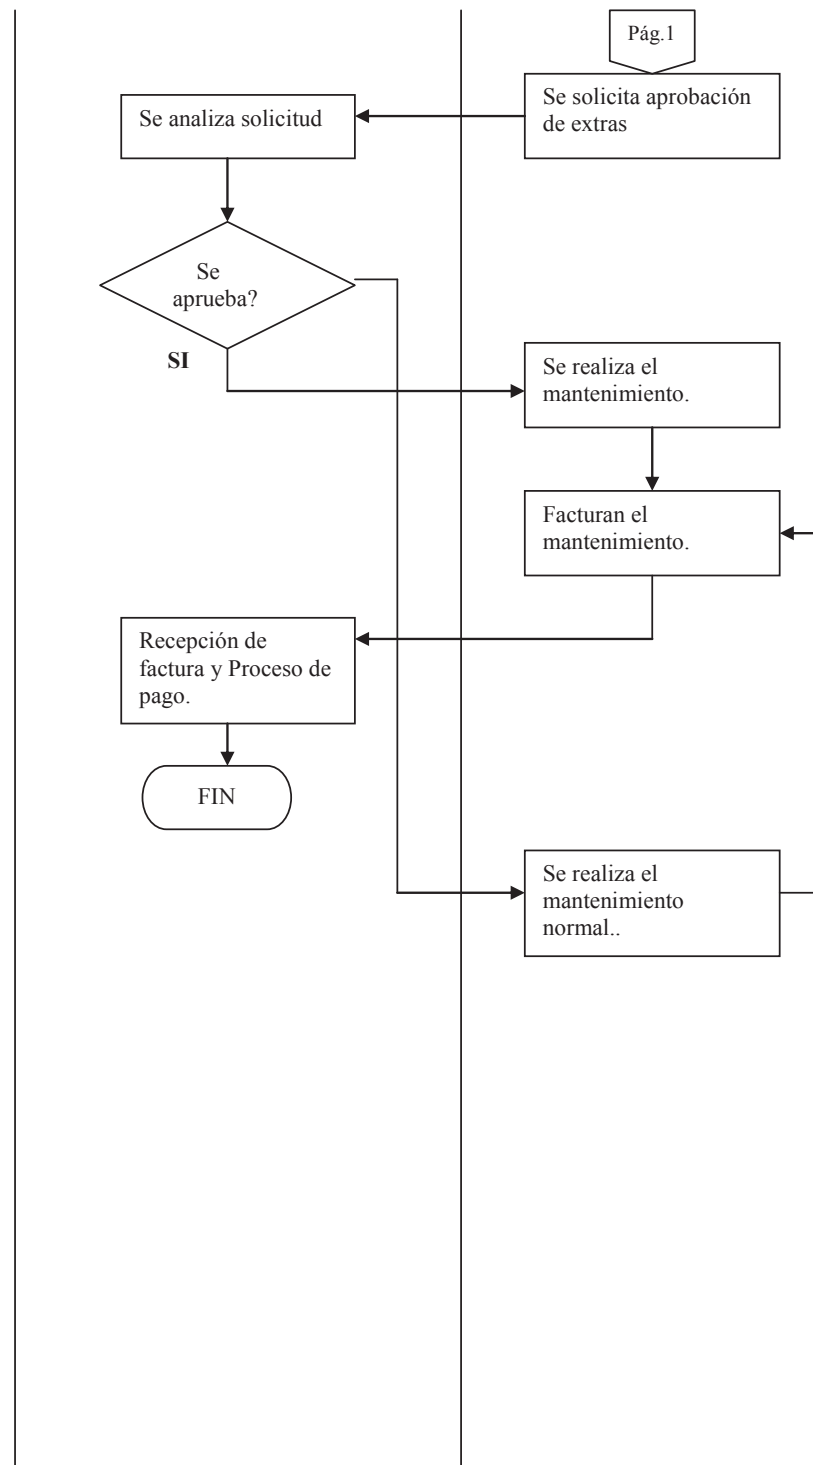 Pág.1
Se solicita aprobación
de extras
Se analiza solicitud
Se
aprueba?
SI
Se realiza el
mantenimiento.
Facturan el
mantenimiento.
Recepción de
factura y Proceso de
pago.
FIN
Se realiza el
mantenimiento
normal..